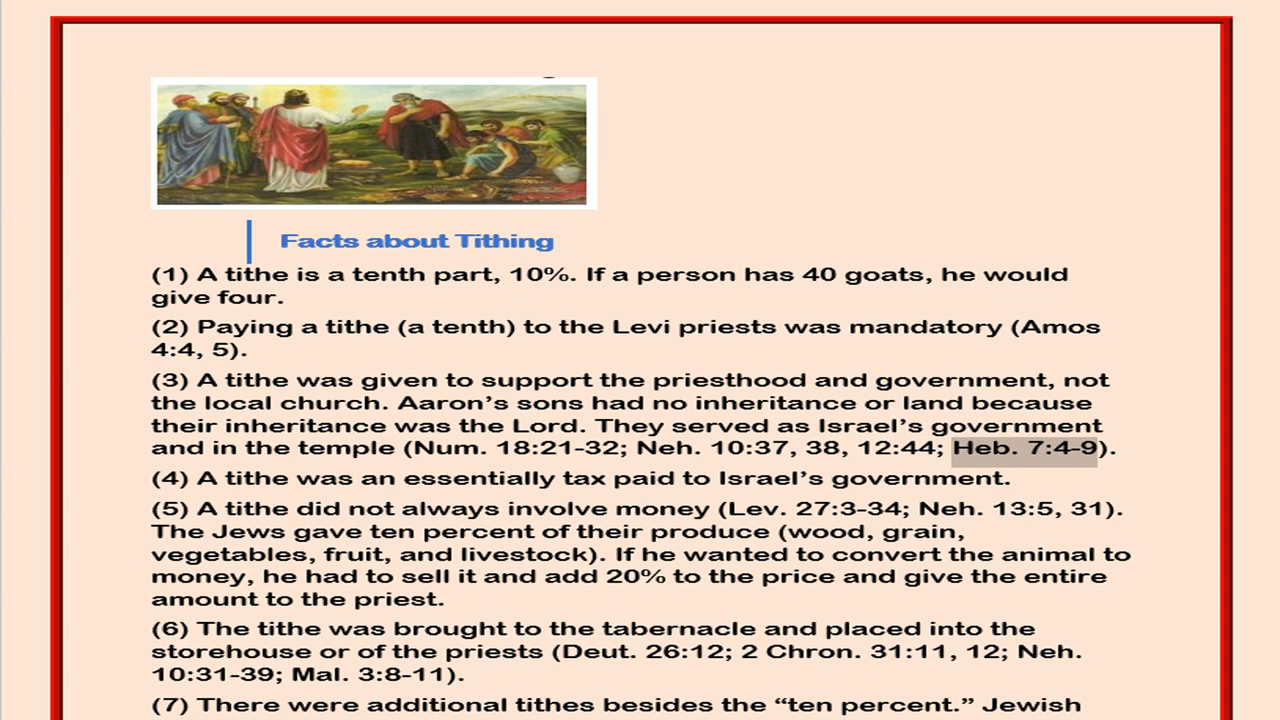 Facts about Tithing
(1) A tithe is a tenth part, 10%. If a person has 40 goats, he would
give four.
(2) Paying a tithe (a tenth) to the Levi priests was mandatory (Amos
4:4, 5).
(3) A tithe was given to support the priesthood and government, not
the local church. Aaron’s sons had no inheritance or land because
their inheritance was the Lord. They served as Israel’s government
and in the temple (Num. 18:21-32; Neh. 10:37, 38, 12:44; Heb. 7:4-9).
(4) A tithe was an essentially tax paid to Israel’s government.
(5) A tithe did not always involve money (Lev. 27:3-34; Neh. 13:5, 31).
The Jews gave ten percent of their produce (wood, grain,
vegetables, fruit, and livestock). If he wanted to convert the animal to
money, he had to sell it and add 20% to the price and give the entire
amount to the priest.
(6) The tithe was brought to the tabernacle and placed into the
storehouse or of the priests (Deut. 26:12; 2 Chron. 31:11, 12; Neh.
10:31-39; Mal. 3:8-11).
(7) There were additional tithes besides the “ten percent.” Jewish